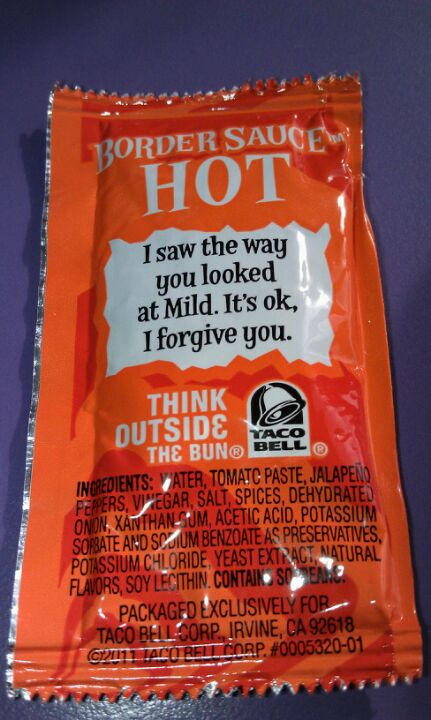 BORDER SAUCE™
HOT
I saw the way
you looked
at Mild. It's ok,
I forgive you.
THINK
OUTSIDE
THE BUN®
TACO
BELL®
INGREDIENTS: WATER, TOMATO PASTE, JALAPEÑO
PEPPERS, VINEGAR, SALT, SPICES, DEHYDRATED
ONION, XANTHAN GUM, ACETIC ACID, POTASSIUM
SORBATE AND SODIUM BENZOATE AS PRESERVATIVES,
POTASSIUM CHLORIDE, YEAST EXTRACT, NATURAL
FLAVORS, SOY LECITHIN. CONTAINS SOYBEANS.
PACKAGED EXCLUSIVELY FOR
TACO BELL CORP., IRVINE, CA 92618
©2011 TACO BELL CORP. #0005320-01